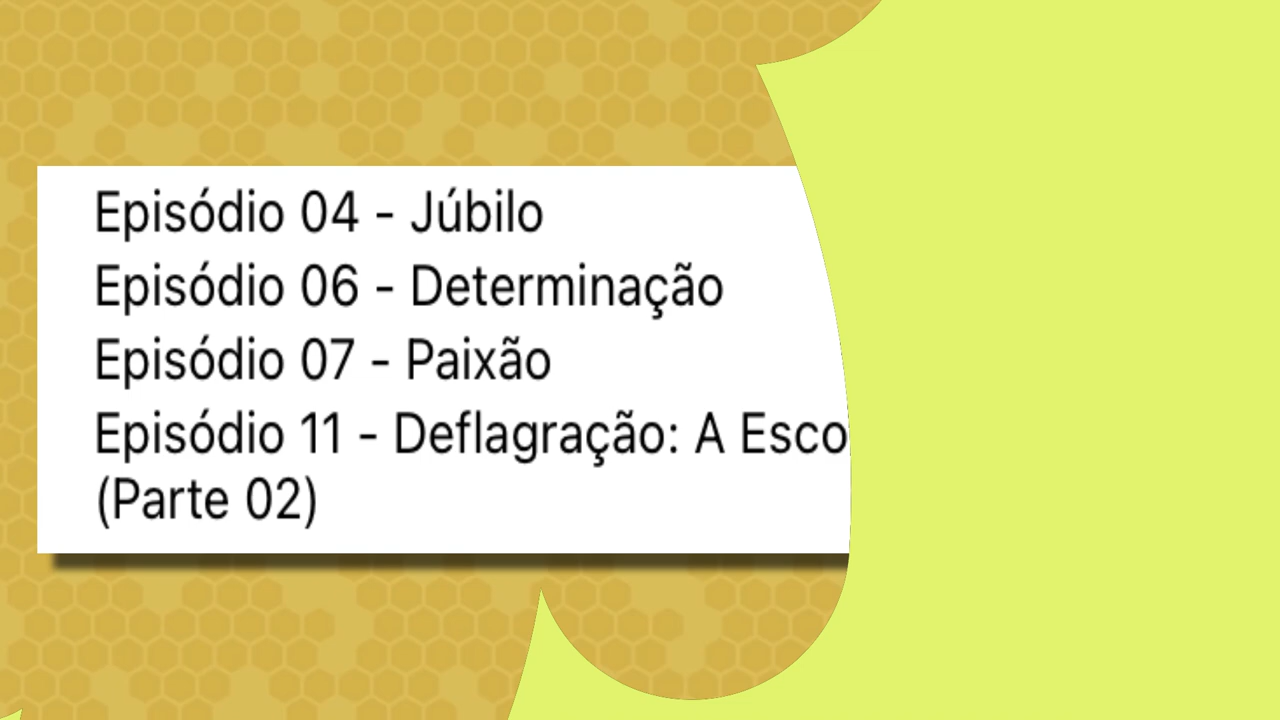 Episódio 04 - Júbilo
Episódio 06 - Determinação
Episódio 07 - Paixão
Episódio 11 - Deflagração: A
(Parte 02)